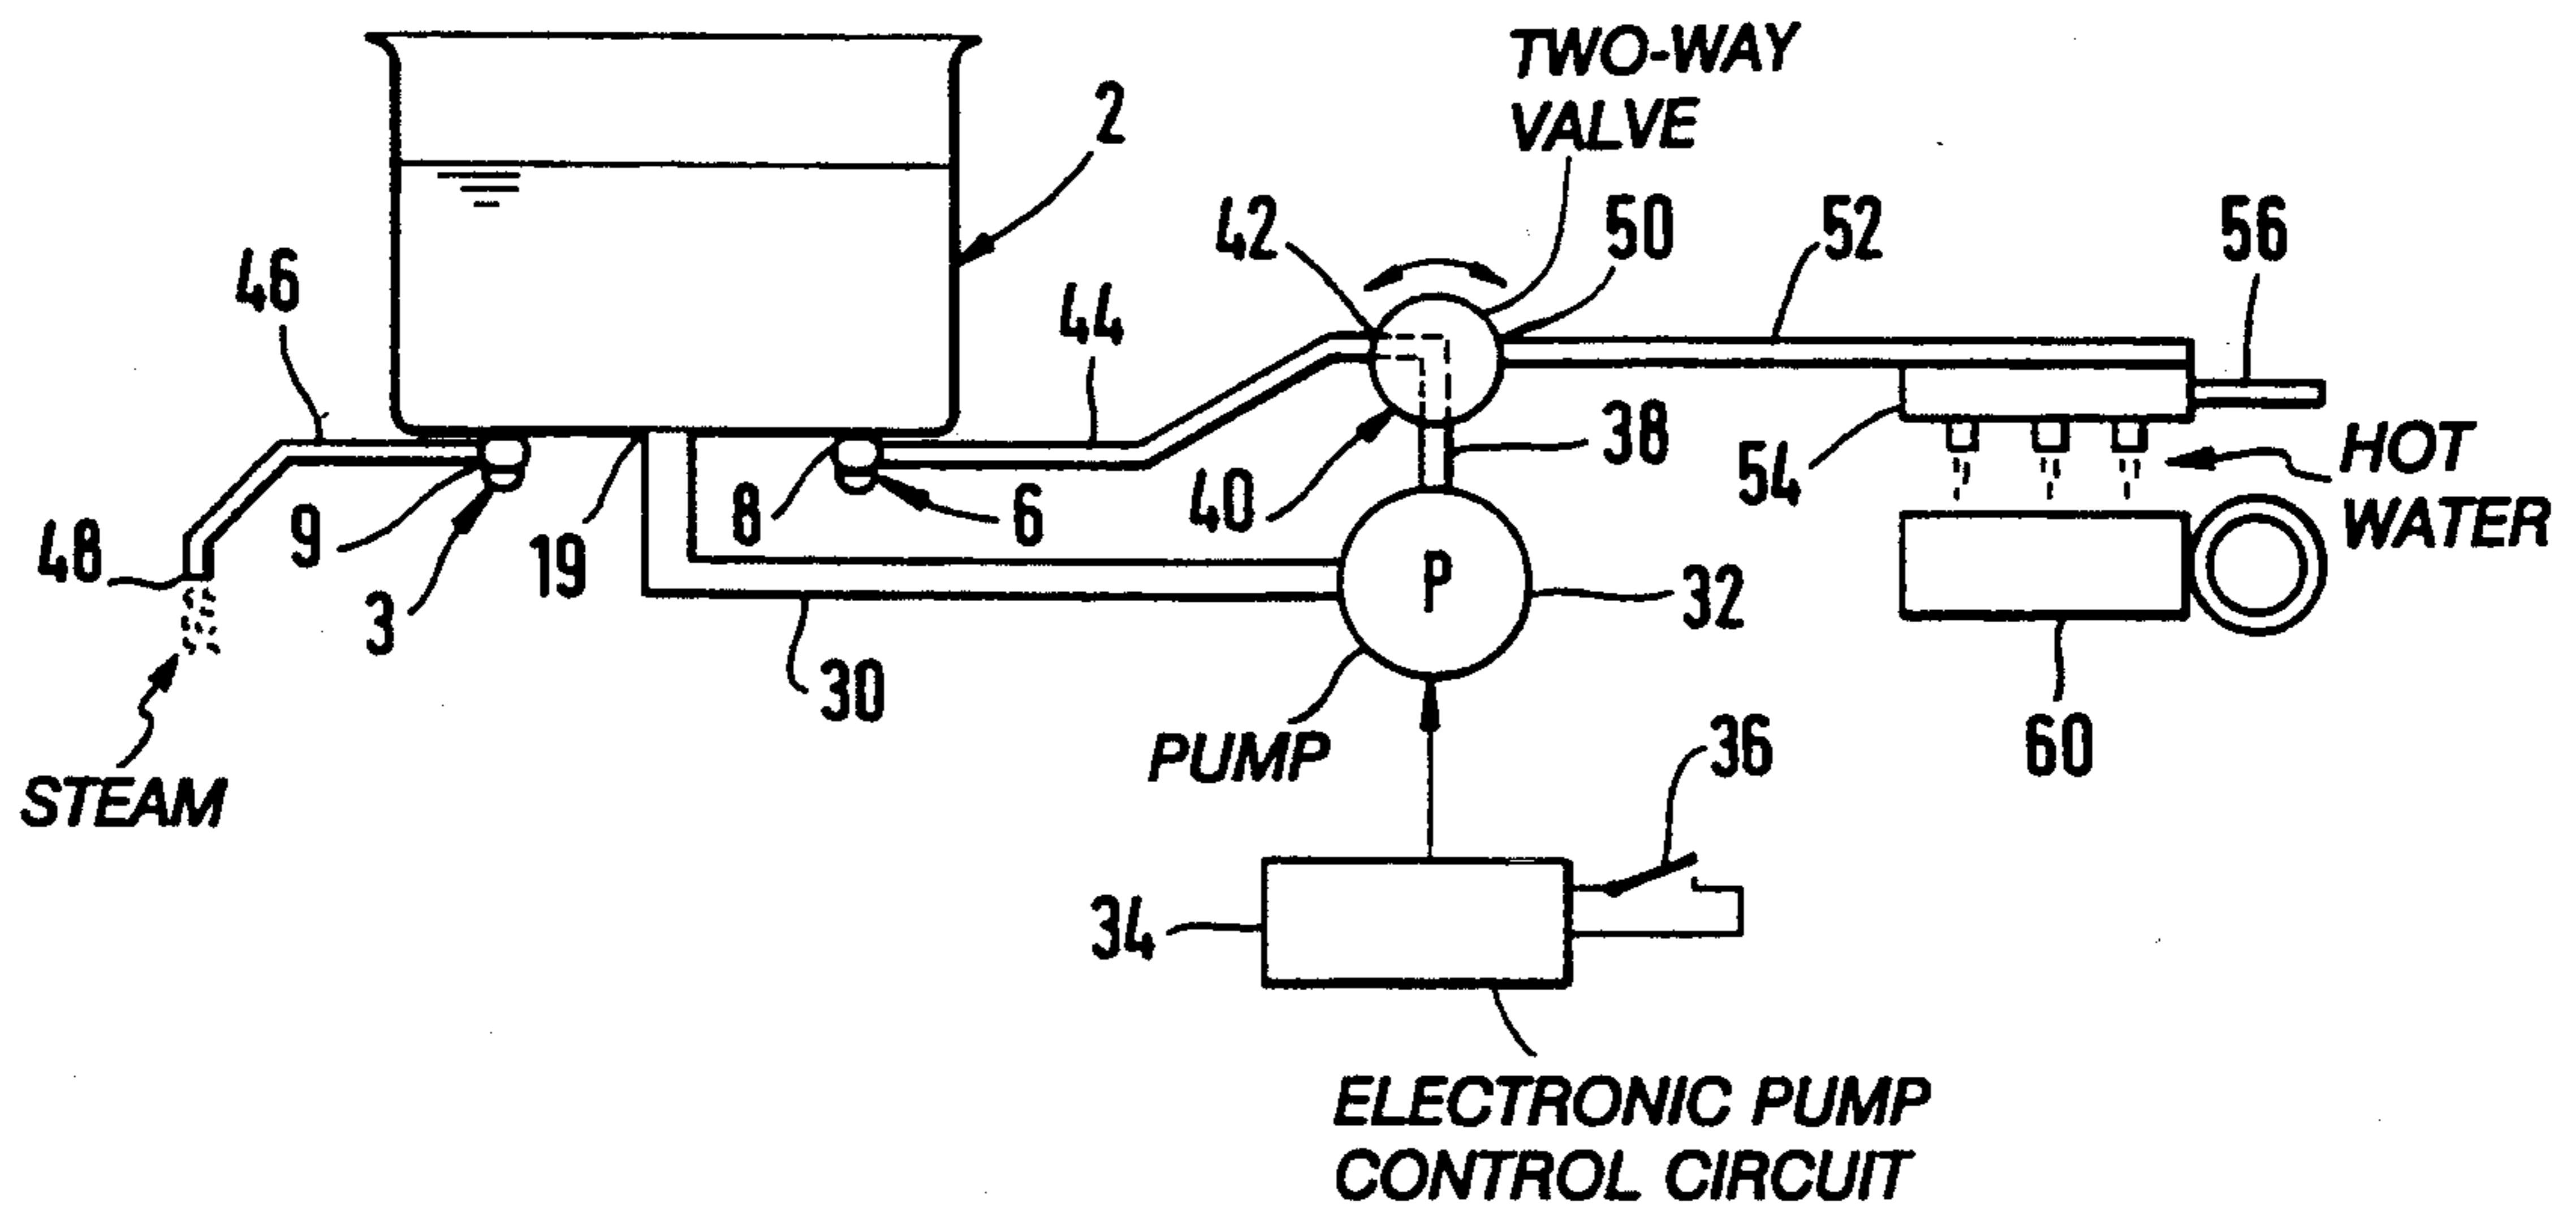 TWO-WAY
VALVE
2
42
50
52
56
46
44
38
HOT
WATER
54
40
48
9
3
19
8
6
P
32
30
60
STEAM
PUMP
36
34
ELECTRONIC PUMP
CONTROL CIRCUIT